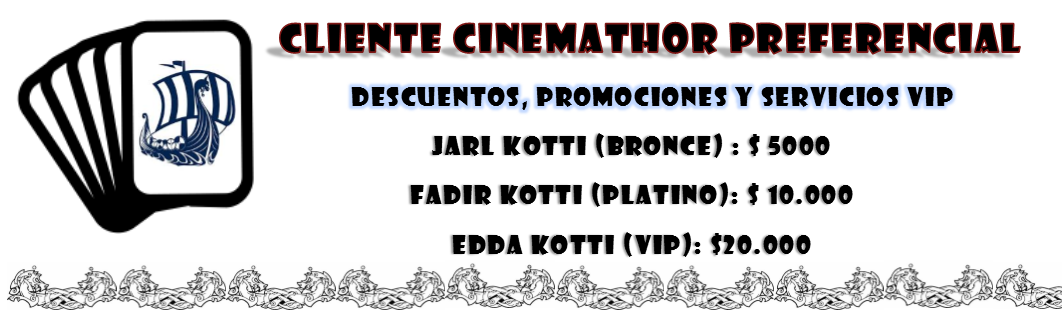 CLIENTE CINEMATHOR PREFERENCIAL
DESCUENTOS, PROMOCIONES Y SERVICIOS VIP
JARL KOTTI (BRONCE) : $ 5000
FADIR KOTTI (PLATINO): $ 10.000
EDDA KOTTI (VIP): $20.000